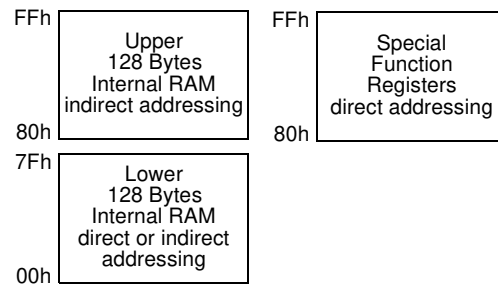 FFh
Upper
128 Bytes
Internal RAM
indirect addressing
80h
FFh
Special
Function
Registers
direct addressing
80h
7Fh
Lower
128 Bytes
Internal RAM
direct or indirect
addressing
00h